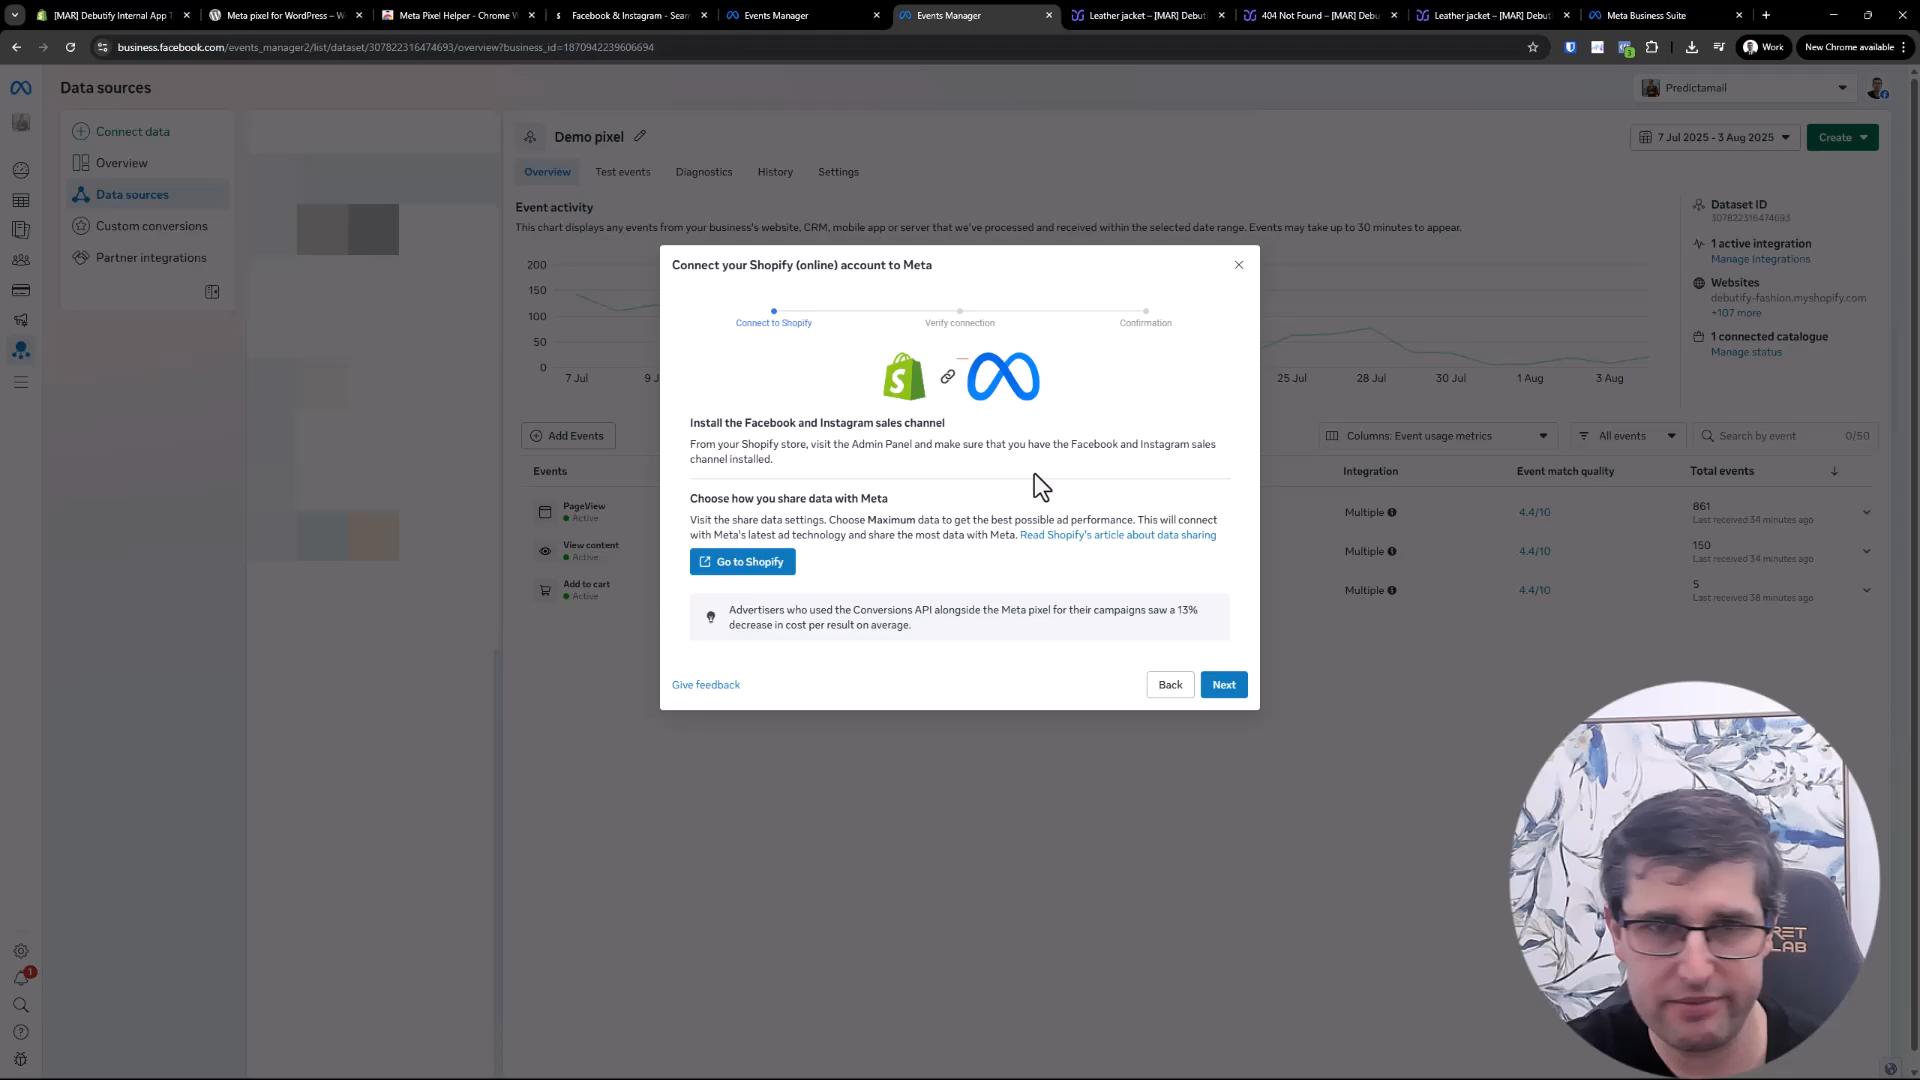 [MAR] Debutify Internal App T
Meta pixel for WordPress – W
Meta Pixel Helper - Chrome W
Facebook & Instagram - Sean
Events Manager
Events Manager
Leather jacket – [MAR] Debut
404 Not Found – [MAR] Debu
Leather jacket – [MAR] Debut
Meta Business Suite
business.facebook.com/events_manager2/list/dataset/307822316474693/overview?business_id=1870942239606694
3
Work
New Chrome available
Data sources
Predictamail
Connect data
Overview
Data sources
Custom conversions
Partner integrations
Demo pixel
7 Jul 2025 - 3 Aug 2025
Create
Overview
Test events
Diagnostics
History
Settings
Event activity
This chart displays any events from your business's website, CRM, mobile app or server that we've processed and received within the selected date range. Events may take up to 30 minutes to appear.
200
150
100
50
0
7 Jul
9 J
25 Jul
28 Jul
30 Jul
1 Aug
3 Aug
Dataset ID
307822316474693
1 active integration
Manage Integrations
Websites
debutify-fashion.myshopify.com
+107 more
1 connected catalogue
Manage status
Connect your Shopify (online) account to Meta
Connect to Shopify
Verify connection
Confirmation
Install the Facebook and Instagram sales channel
From your Shopify store, visit the Admin Panel and make sure that you have the Facebook and Instagram sales
channel installed.
Choose how you share data with Meta
Visit the share data settings. Choose Maximum data to get the best possible ad performance. This will connect
with Meta's latest ad technology and share the most data with Meta. Read Shopify's article about data sharing
Go to Shopify
Advertisers who used the Conversions API alongside the Meta pixel for their campaigns saw a 13%
decrease in cost per result on average.
Give feedback
Back
Next
Add Events
Columns: Event usage metrics
All events
Search by event
0/50
Events
Integration
Event match quality
Total events
PageView
Active
Multiple
4.4/10
861
Last received 34 minutes ago
View content
Active
Multiple
4.4/10
150
Last received 34 minutes ago
Add to cart
Active
Multiple
4.4/10
5
Last received 38 minutes ago
1
RET
LAB